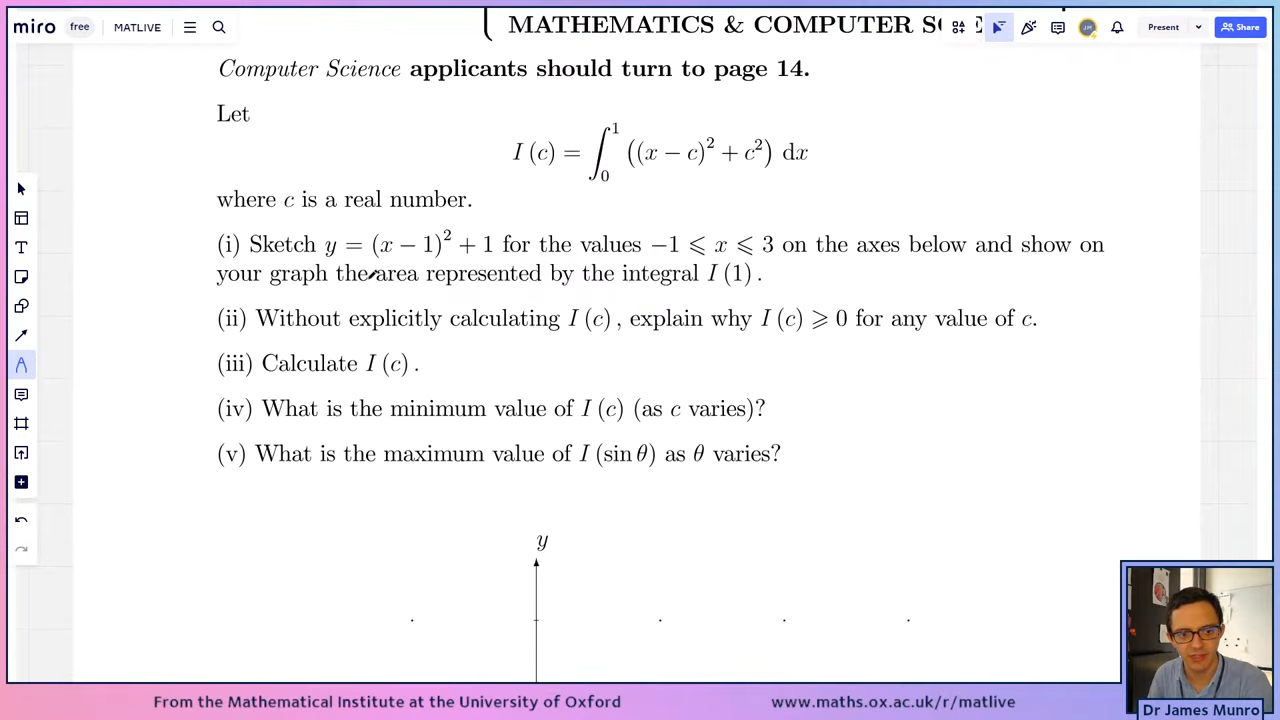 miro free MATLIVE
Present Share
MATHEMATICS & COMPUTER
Computer Science applicants should turn to page 14.
Let
I (c) = ∫₀¹ ((x − c)² + c²) dx
where c is a real number.
(i) Sketch y = (x − 1)² + 1 for the values −1 ⩽ x ⩽ 3 on the axes below and show on
your graph the area represented by the integral I (1) .
(ii) Without explicitly calculating I (c) , explain why I (c) ⩾ 0 for any value of c.
(iii) Calculate I (c) .
(iv) What is the minimum value of I (c) (as c varies)?
(v) What is the maximum value of I (sin θ) as θ varies?
y
From the Mathematical Institute at the University of Oxford
www.maths.ox.ac.uk/r/matlive
Dr James Munro